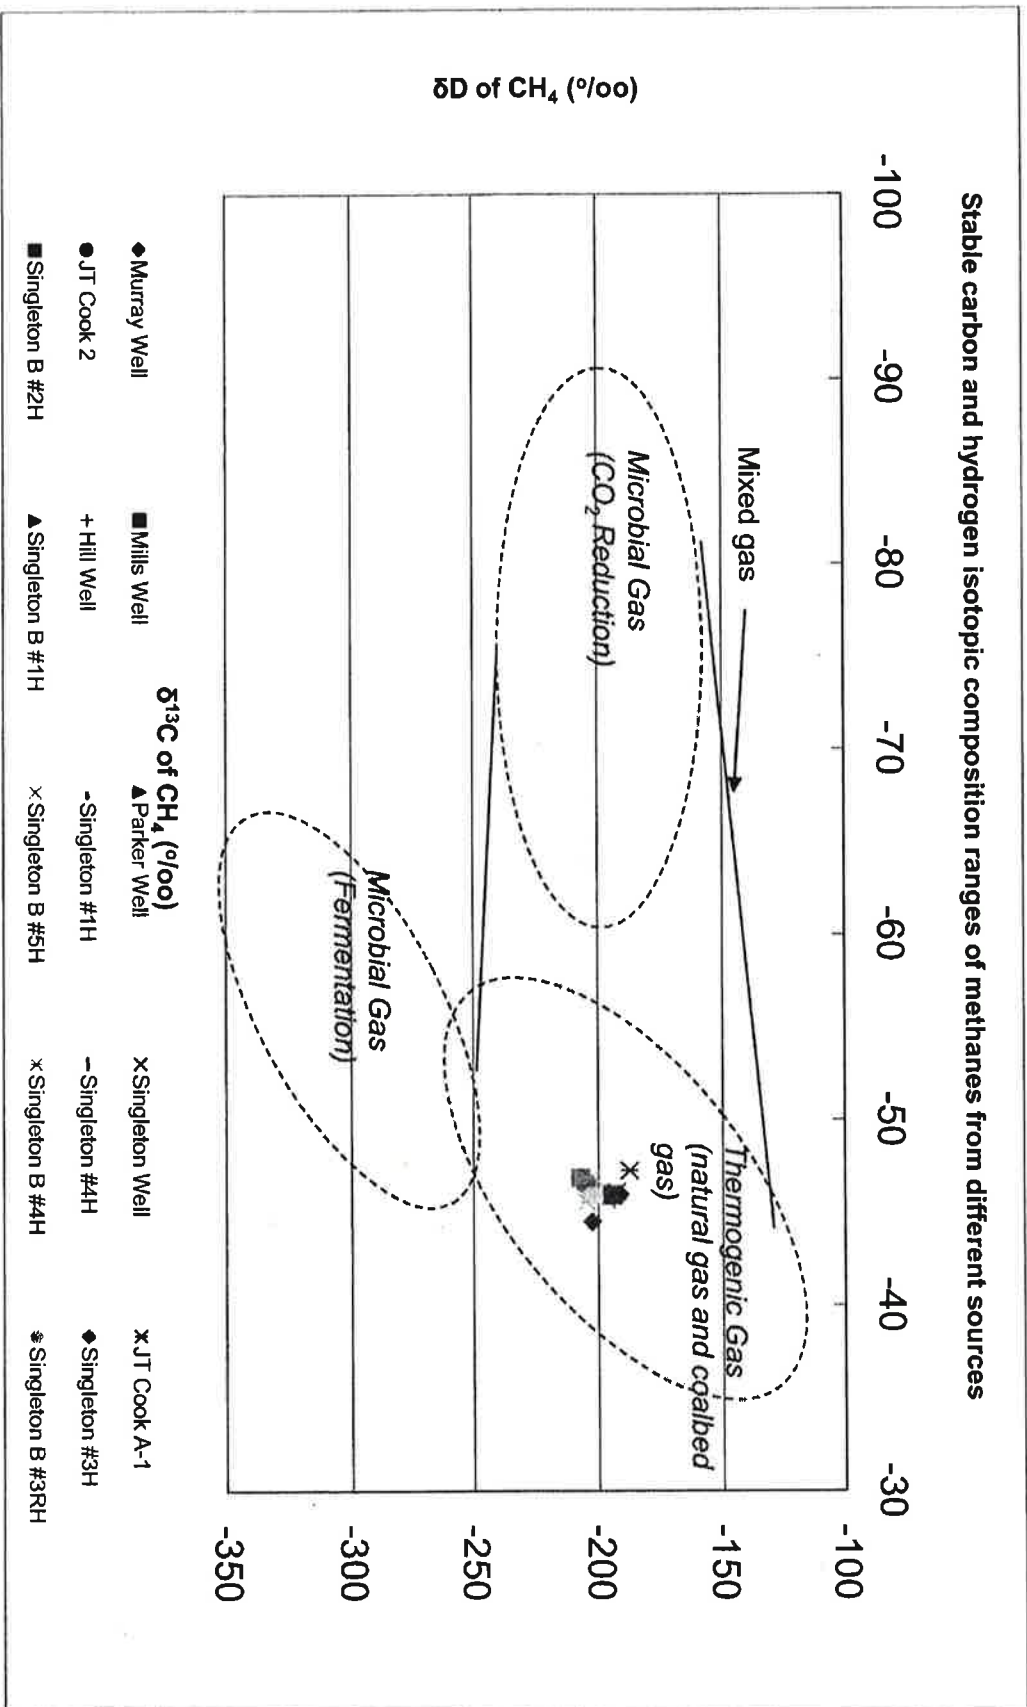 Stable carbon and hydrogen isotopic composition ranges of methanes from different sources
-100
-90
-80
-70
-60
-50
-40
-30
-100
-150
-200
-250
-300
-350
δD of CH₄ (º/oo)
Mixed gas
Microbial Gas
(CO₂ Reduction)
Thermogenic Gas
(natural gas and coalbed
gas)
Microbial Gas
(Fermentation)
δ¹³C of CH₄ (º/oo)
◆Murray Well
■Mills Well
▲Parker Well
×Singleton Well
ӿJT Cook A-1
●JT Cook 2
+Hill Well
-Singleton #1H
–Singleton #4H
◆Singleton #3H
■Singleton B #2H
▲Singleton B #1H
×Singleton B #5H
ӿSingleton B #4H
Singleton B #3RH